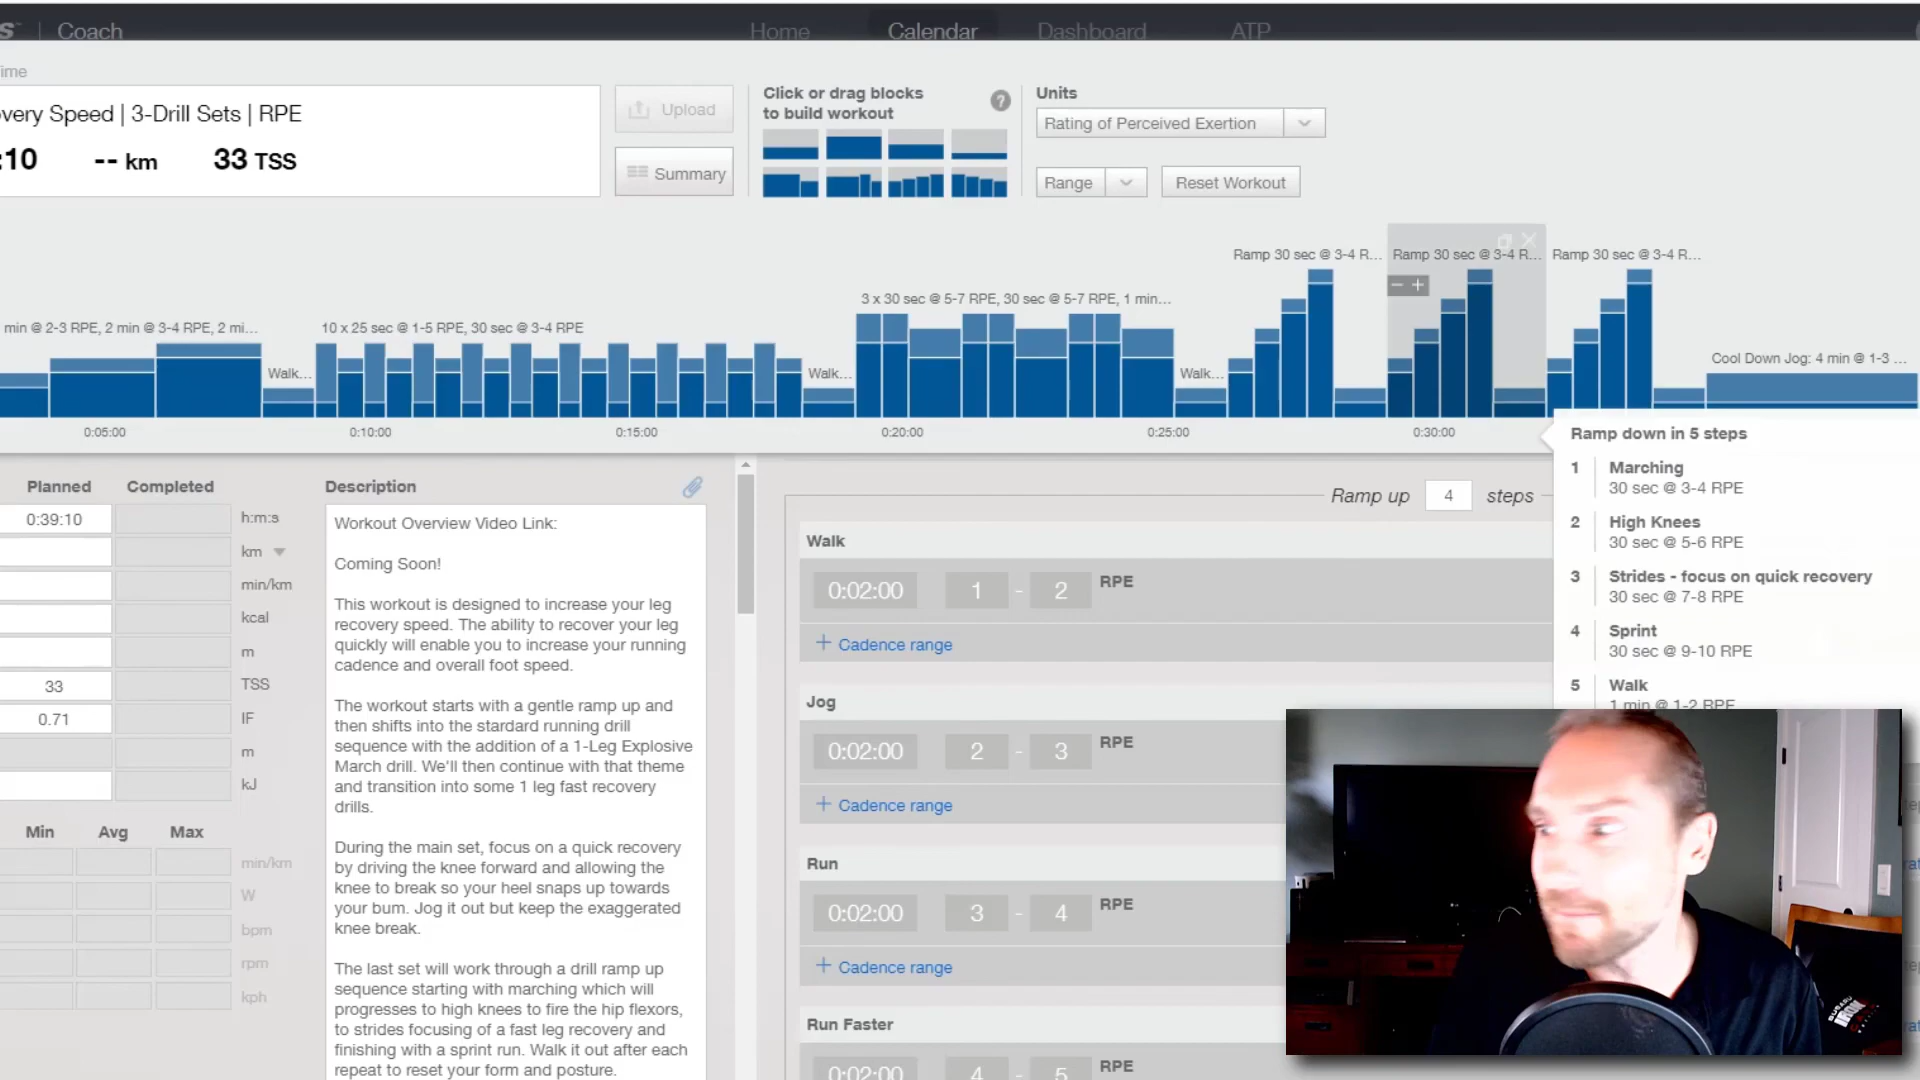 Coach
Home
Calendar
Dashboard
ATP
ime
very Speed | 3-Drill Sets | RPE
:10 -- km 33 TSS
Upload
Summary
Click or drag blocks
to build workout
?
Units
Rating of Perceived Exertion
Range
Reset Workout
min @ 2-3 RPE, 2 min @ 3-4 RPE, 2 mi...
Walk...
10 x 25 sec @ 1-5 RPE, 30 sec @ 3-4 RPE
Walk...
3 x 30 sec @ 5-7 RPE, 30 sec @ 5-7 RPE, 1 min...
Walk...
Ramp 30 sec @ 3-4 R...
Ramp 30 sec @ 3-4 R...
Ramp 30 sec @ 3-4 R...
Cool Down Jog: 4 min @ 1-3 ...
0:05:00 0:10:00 0:15:00 0:20:00 0:25:00 0:30:00
Planned Completed
0:39:10 h:m:s
km
min/km
kcal
m
33 TSS
0.71 IF
m
kJ
Min Avg Max
min/km
W
bpm
rpm
kph
Description
Workout Overview Video Link:
Coming Soon!
This workout is designed to increase your leg
recovery speed. The ability to recover your leg
quickly will enable you to increase your running
cadence and overall foot speed.
The workout starts with a gentle ramp up and
then shifts into the stardard running drill
sequence with the addition of a 1-Leg Explosive
March drill. We'll then continue with that theme
and transition into some 1 leg fast recovery
drills.
During the main set, focus on a quick recovery
by driving the knee forward and allowing the
knee to break so your heel snaps up towards
your bum. Jog it out but keep the exaggerated
knee break.
The last set will work through a drill ramp up
sequence starting with marching which will
progresses to high knees to fire the hip flexors,
to strides focusing of a fast leg recovery and
finishing with a sprint run. Walk it out after each
repeat to reset your form and posture.
Ramp up 4 steps
Walk
0:02:00 1 - 2 RPE
+ Cadence range
Jog
0:02:00 2 - 3 RPE
+ Cadence range
Run
0:02:00 3 - 4 RPE
+ Cadence range
Run Faster
0:02:00 4 - 5 RPE
Ramp down in 5 steps
1 Marching
30 sec @ 3-4 RPE
2 High Knees
30 sec @ 5-6 RPE
3 Strides - focus on quick recovery
30 sec @ 7-8 RPE
4 Sprint
30 sec @ 9-10 RPE
5 Walk
1 min @ 1-2 RPE
SUBARU
IRON